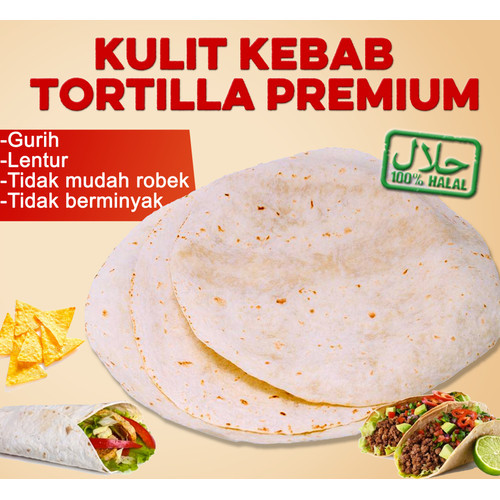 KULIT KEBAB
TORTILLA PREMIUM
-Gurih
-Lentur
-Tidak mudah robek
-Tidak berminyak
حلال
100% HALAL